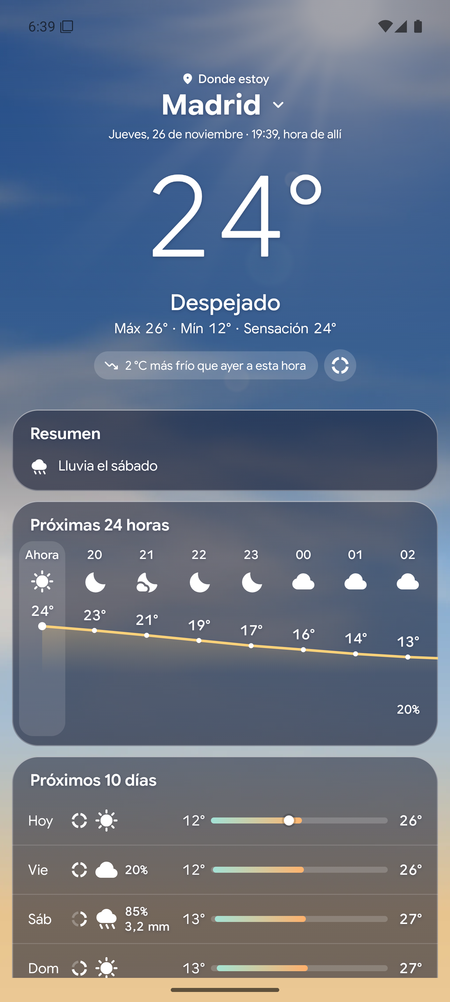 6:39
Donde estoy
Madrid
Jueves, 26 de noviembre · 19:39, hora de allí
24°
Despejado
Máx 26° · Mín 12° · Sensación 24°
2 °C más frío que ayer a esta hora
Resumen
Lluvia el sábado
Próximas 24 horas
Ahora 20 21 22 23 00 01 02
24° 23° 21° 19° 17° 16° 14° 13°
20%
Próximos 10 días
Hoy 12° 26°
Vie 20% 12° 26°
Sáb 85% 3,2 mm 13° 27°
Dom 13° 27°